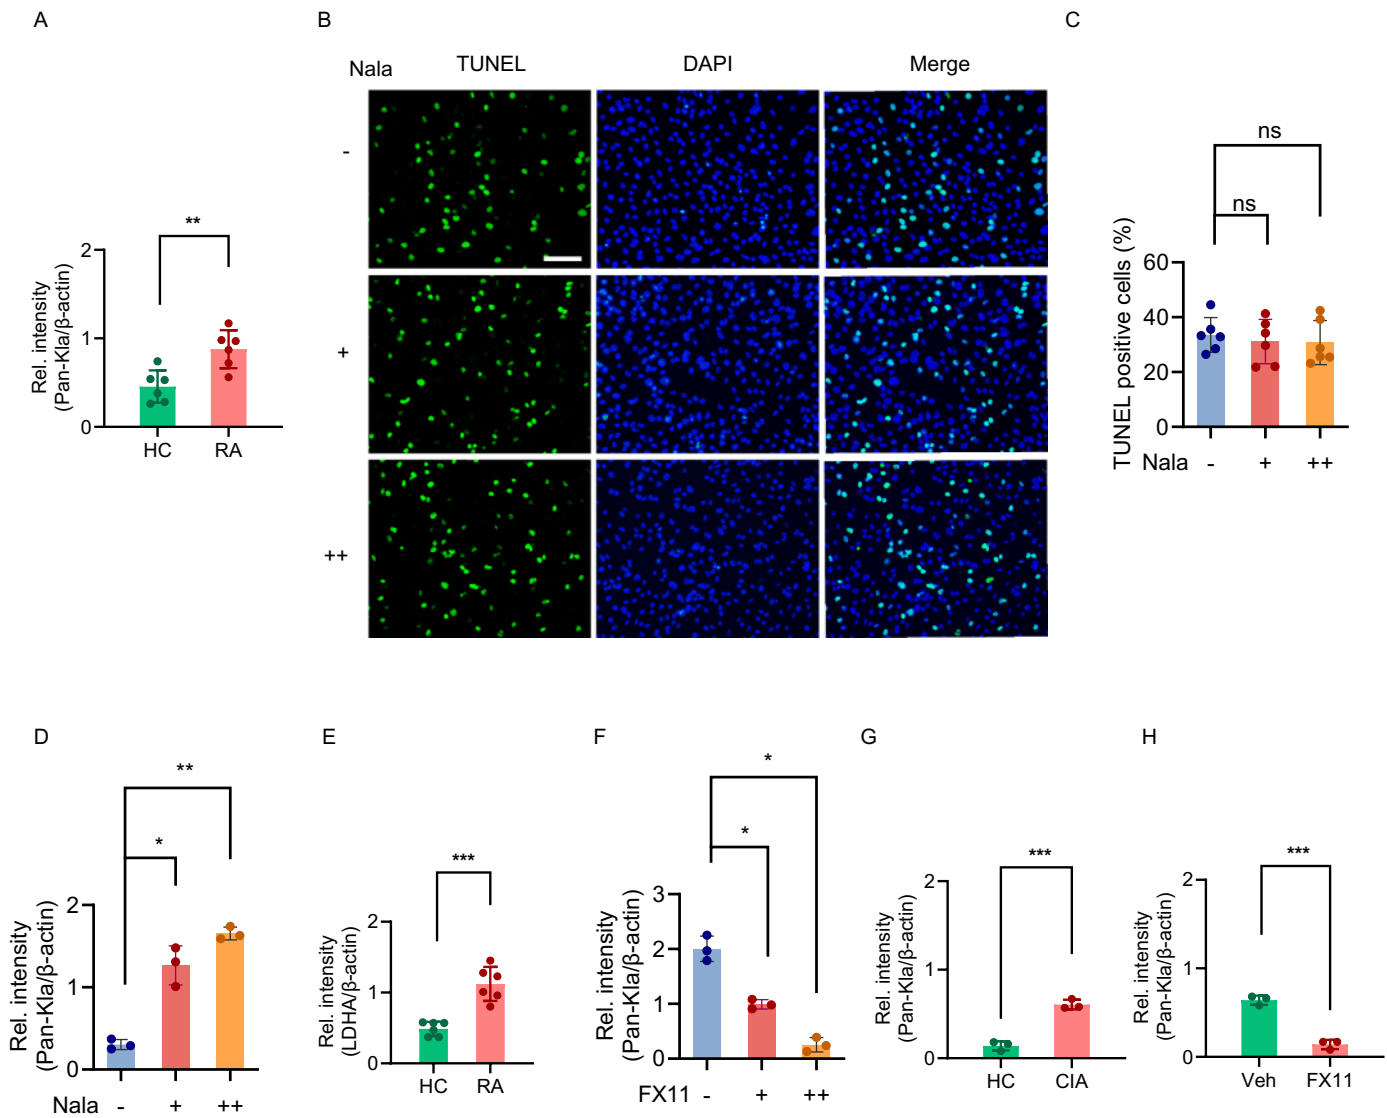 A
B
C
Nala
TUNEL
DAPI
Merge
-
+
++
**
Rel. intensity
(Pan-Kla/β-actin)
2
1
0
HC
RA
ns
ns
TUNEL positive cells (%)
60
40
20
0
Nala
-
+
++
D
E
F
G
H
**
*
Rel. intensity
(Pan-Kla/β-actin)
2
1
0
Nala
-
+
++
***
Rel. intensity
(LDHA/β-actin)
2
1
0
HC
RA
*
*
Rel. intensity
(Pan-Kla/β-actin)
3
2
1
0
FX11
-
+
++
***
Rel. intensity
(Pan-Kla/β-actin)
2
1
0
HC
CIA
***
Rel. intensity
(Pan-Kla/β-actin)
2
1
0
Veh
FX11